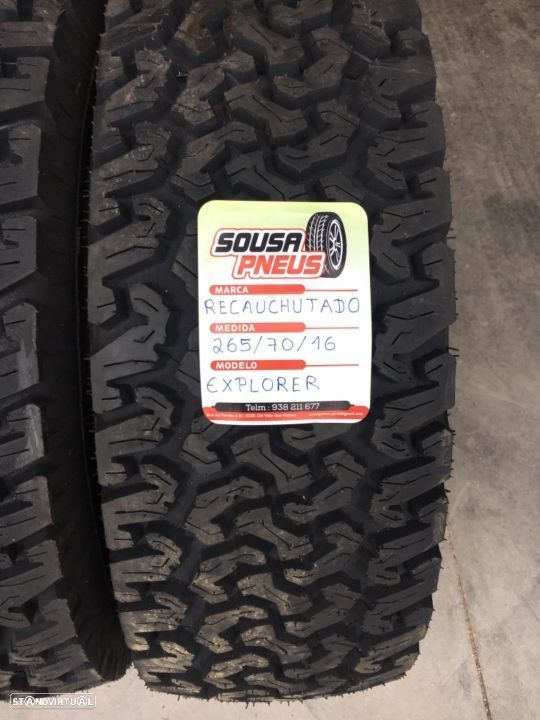 SOUSA
PNEUS
MARCA
RECAUCHUTADO
MEDIDA
265/70/16
MODELO
EXPLORER
Telm : 938 211 677
STANDVIRTUAL